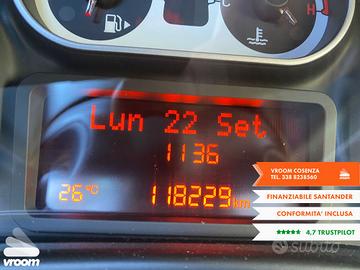 C
H
Lun 22 Set
1136
26 °C 118229 km
VROOM COSENZA
TEL. 338 8238560
FINANZIABILE SANTANDER
CONFORMITA' INCLUSA
4,7 TRUSTPILOT
subito
vroom